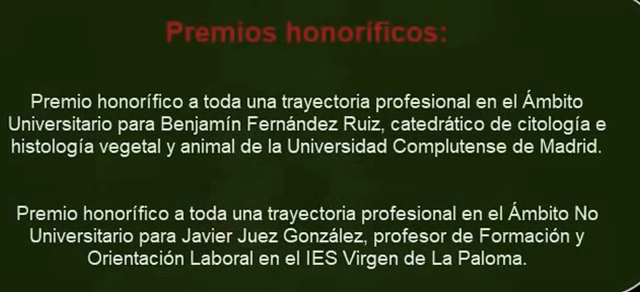 Premios honoríficos:
Premio honorífico a toda una trayectoria profesional en el Ámbito
Universitario para Benjamín Fernández Ruiz, catedrático de citología e
histología vegetal y animal de la Universidad Complutense de Madrid.
Premio honorífico a toda una trayectoria profesional en el Ámbito No
Universitario para Javier Juez González, profesor de Formación y
Orientación Laboral en el IES Virgen de La Paloma.